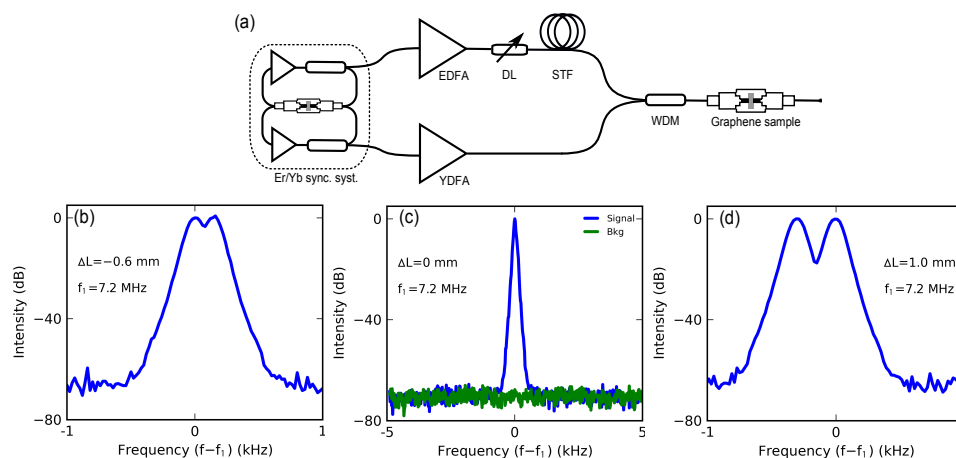 (a)
EDFA
DL
STF
WDM
Graphene sample
Er/Yb sync. syst.
YDFA
(b)
ΔL=−0.6 mm
f₁=7.2 MHz
Intensity (dB)
0
−40
−80
-1
0
1
Frequency (f−f₁) (kHz)
(c)
Signal
Bkg
ΔL=0 mm
f₁=7.2 MHz
Intensity (dB)
0
−40
−80
-5
0
5
Frequency (f−f₁) (kHz)
(d)
ΔL=1.0 mm
f₁=7.2 MHz
Intensity (dB)
0
−40
−80
-1
0
1
Frequency (f−f₁) (kHz)